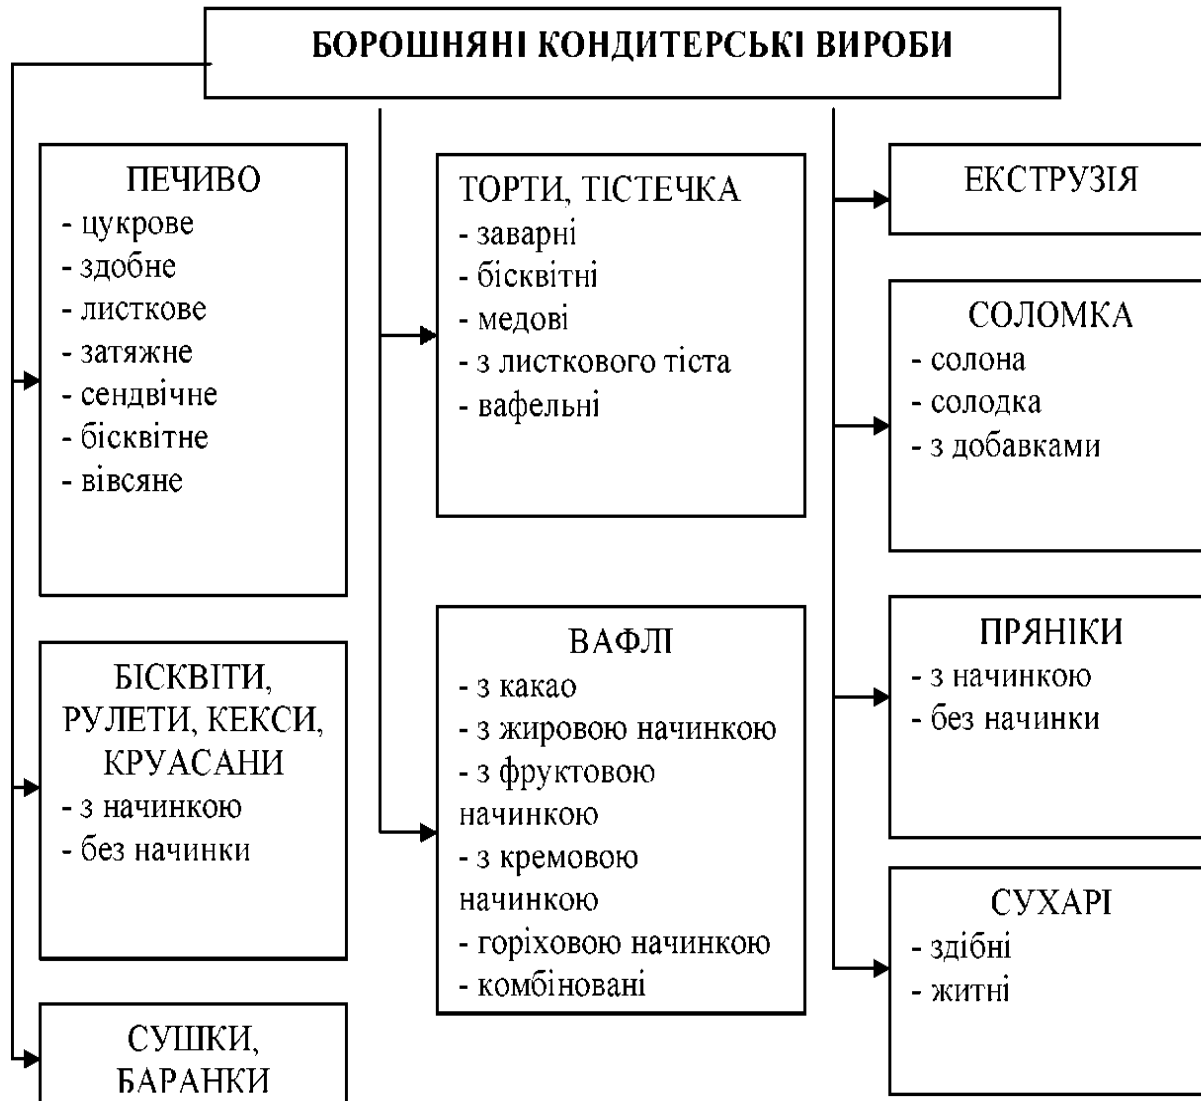 БОРОШНЯНІ КОНДИТЕРСЬКІ ВИРОБИ
ПЕЧИВО
- цукрове
- здобне
- листкове
- затяжне
- сендвічне
- бісквітне
- вівсяне
БІСКВІТИ,
РУЛЕТИ, КЕКСИ,
КРУАСАНИ
- з начинкою
- без начинки
СУШКИ,
БАРАНКИ
ТОРТИ, ТІСТЕЧКА
- заварні
- бісквітні
- медові
- з листкового тіста
- вафельні
ВАФЛІ
- з какао
- з жировою начинкою
- з фруктовою
начинкою
- з кремовою
начинкою
- горіховою начинкою
- комбіновані
ЕКСТРУЗІЯ
СОЛОМКА
- солона
- солодка
- з добавками
ПРЯНІКИ
- з начинкою
- без начинки
СУХАРІ
- здібні
- житні